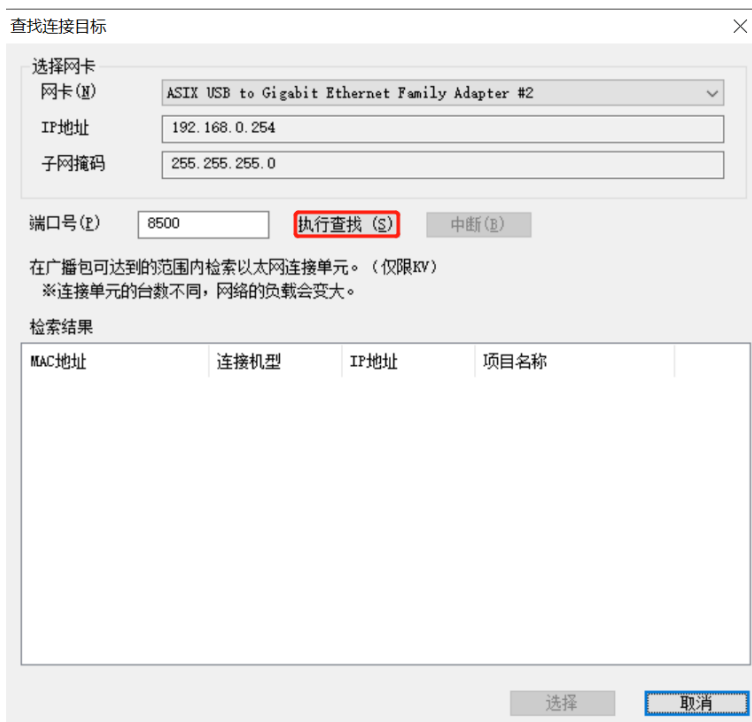 查找连接目标
选择网卡
网卡(N) ASIX USB to Gigabit Ethernet Family Adapter #2
IP地址 192.168.0.254
子网掩码 255.255.255.0
端口号(P) 8500 执行查找 (S) 中断(B)
在广播包可达到的范围内检索以太网连接单元。(仅限KV)
※连接单元的台数不同,网络的负载会变大。
检索结果
MAC地址 连接机型 IP地址 项目名称
选择 取消